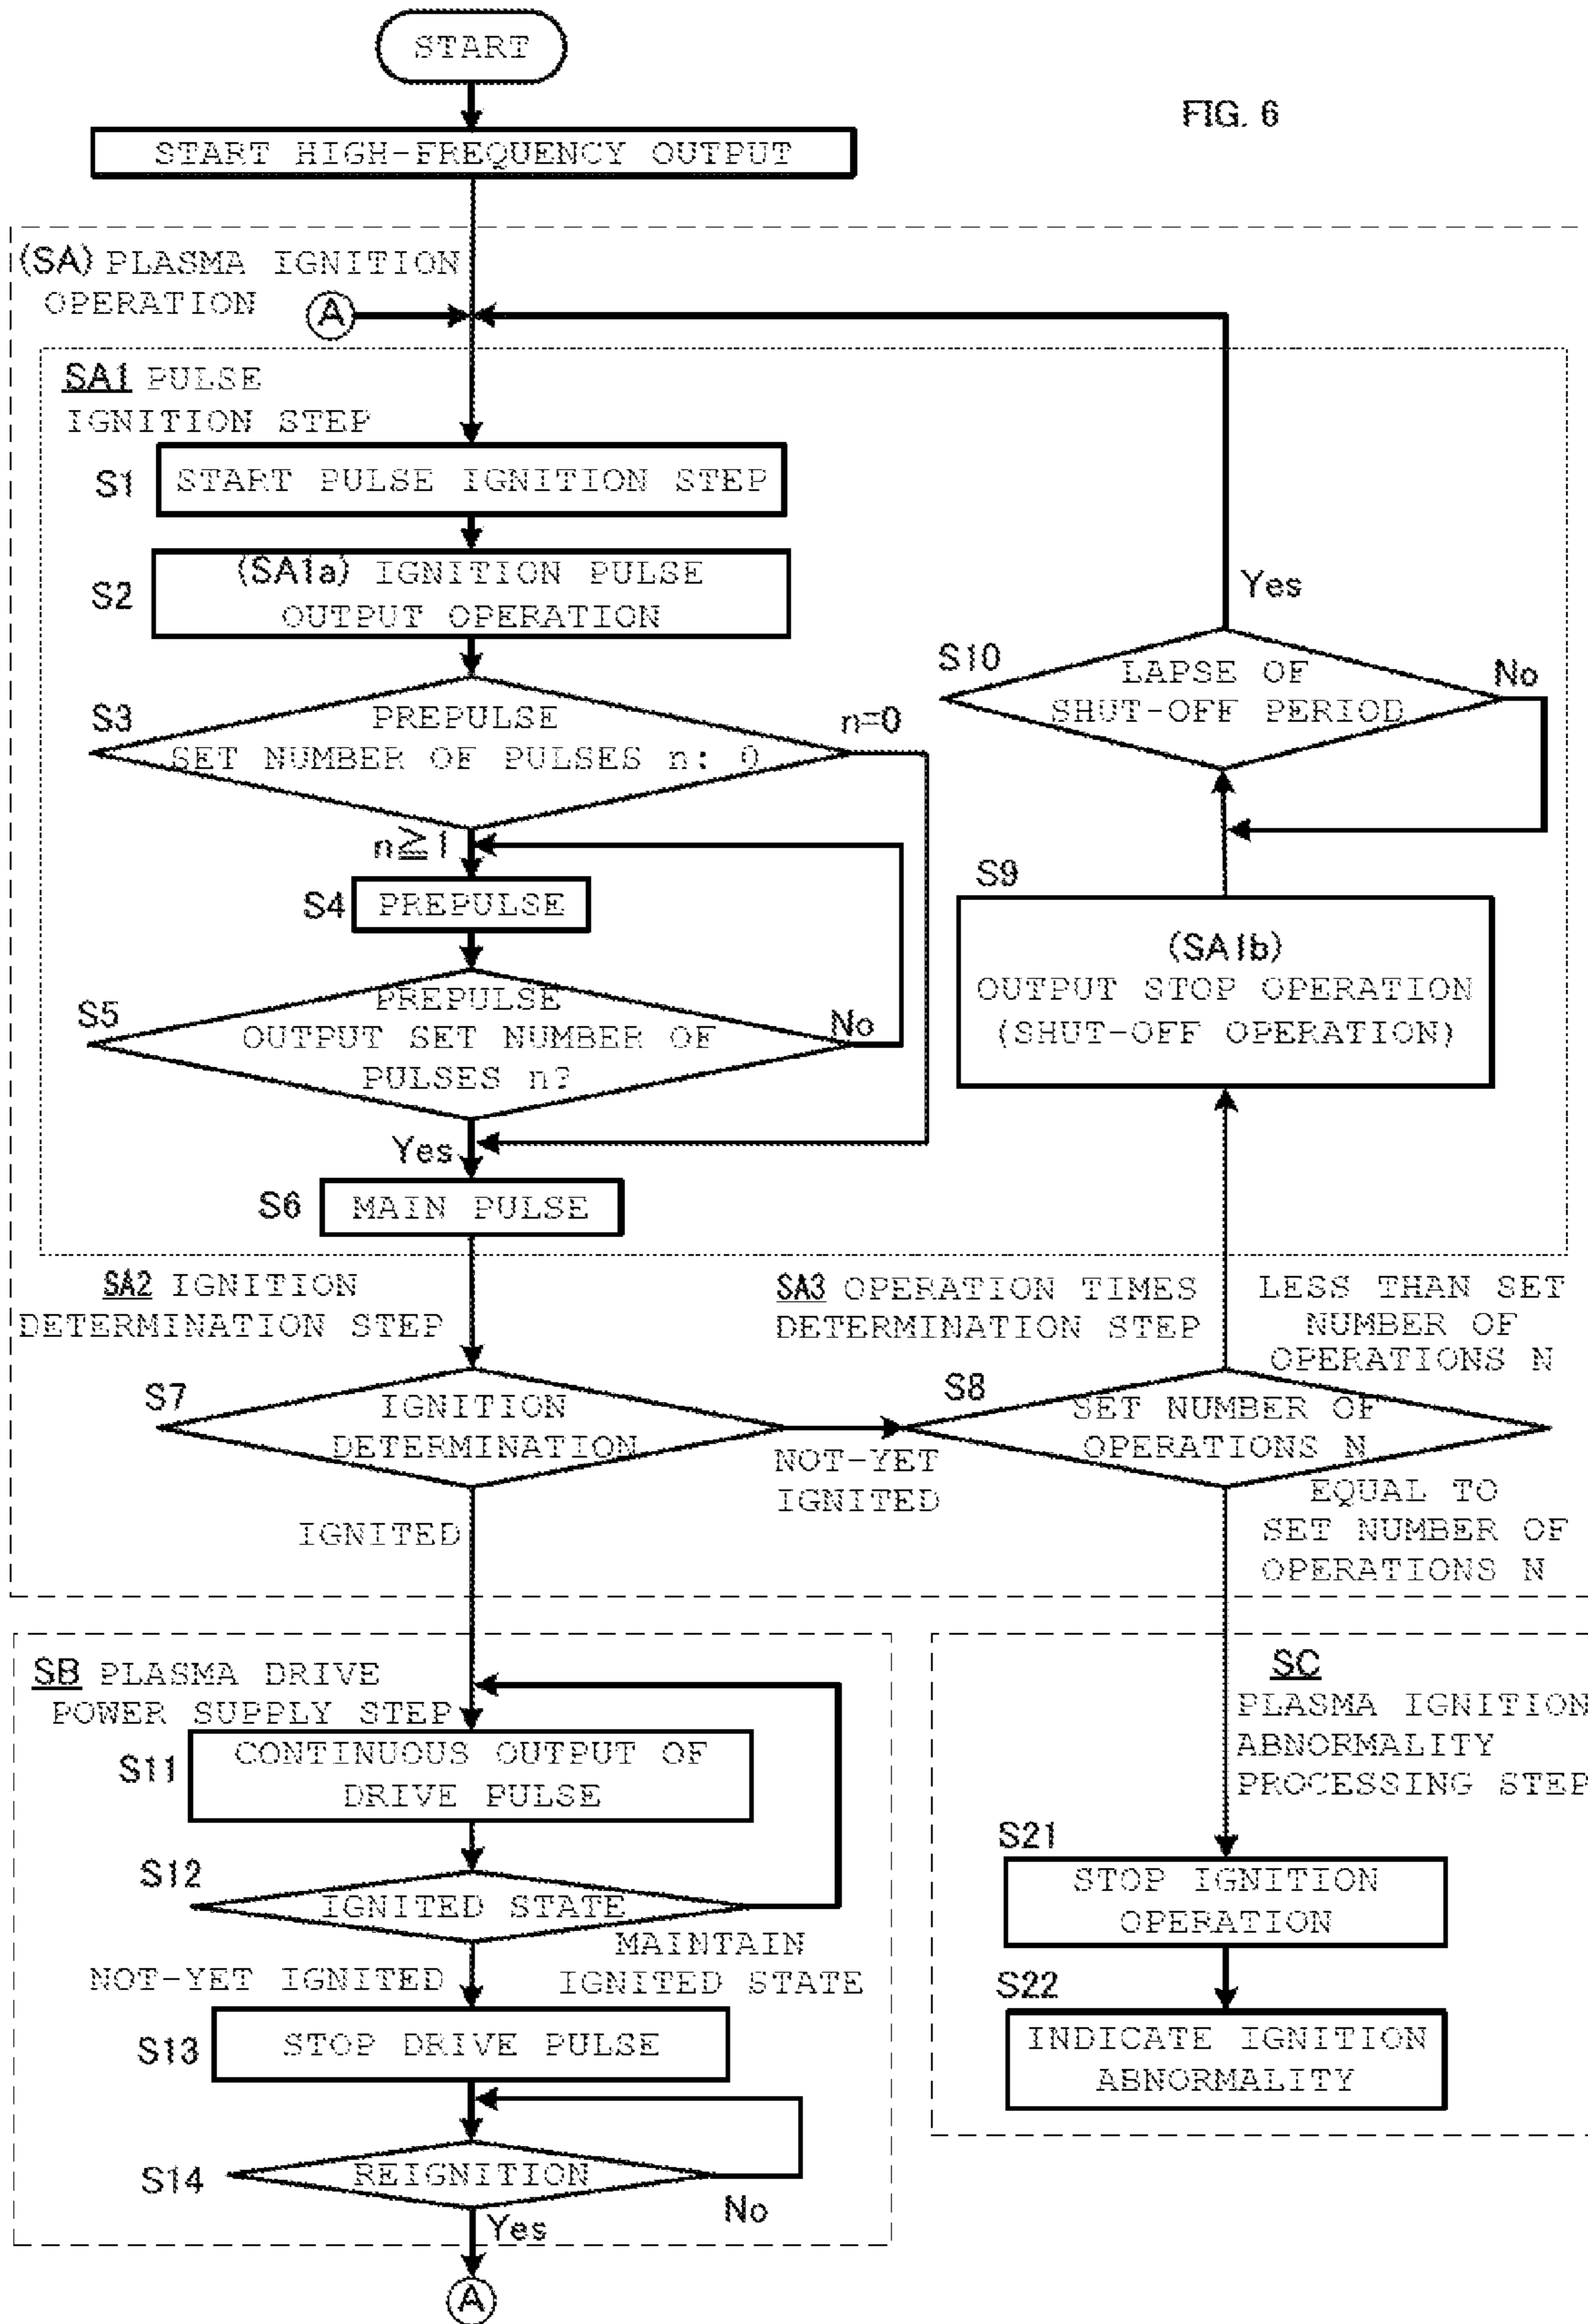 START
FIG. 6
START HIGH-FREQUENCY OUTPUT
(SA) PLASMA IGNITION
OPERATION
A
SA1 PULSE
IGNITION STEP
S1
START PULSE IGNITION STEP
S2
(SA1a) IGNITION PULSE
OUTPUT OPERATION
S3
PREPULSE
SET NUMBER OF PULSES n: 0
n=0
n≧1
S4
PREPULSE
S5
PREPULSE
OUTPUT SET NUMBER OF
PULSES n?
No
Yes
S6
MAIN PULSE
Yes
S10
LAPSE OF
SHUT-OFF PERIOD
No
S9
(SA1b)
OUTPUT STOP OPERATION
(SHUT-OFF OPERATION)
SA2 IGNITION
DETERMINATION STEP
SA3 OPERATION TIMES
DETERMINATION STEP
LESS THAN SET
NUMBER OF
OPERATIONS N
S7
IGNITION
DETERMINATION
NOT-YET
IGNITED
S8
SET NUMBER OF
OPERATIONS N
IGNITED
EQUAL TO
SET NUMBER OF
OPERATIONS N
SB PLASMA DRIVE
POWER SUPPLY STEP
S11
CONTINUOUS OUTPUT OF
DRIVE PULSE
S12
IGNITED STATE
MAINTAIN
IGNITED STATE
NOT-YET IGNITED
S13
STOP DRIVE PULSE
S14
REIGNITION
No
Yes
A
SC
PLASMA IGNITION
ABNORMALITY
PROCESSING STEP
S21
STOP IGNITION
OPERATION
S22
INDICATE IGNITION
ABNORMALITY